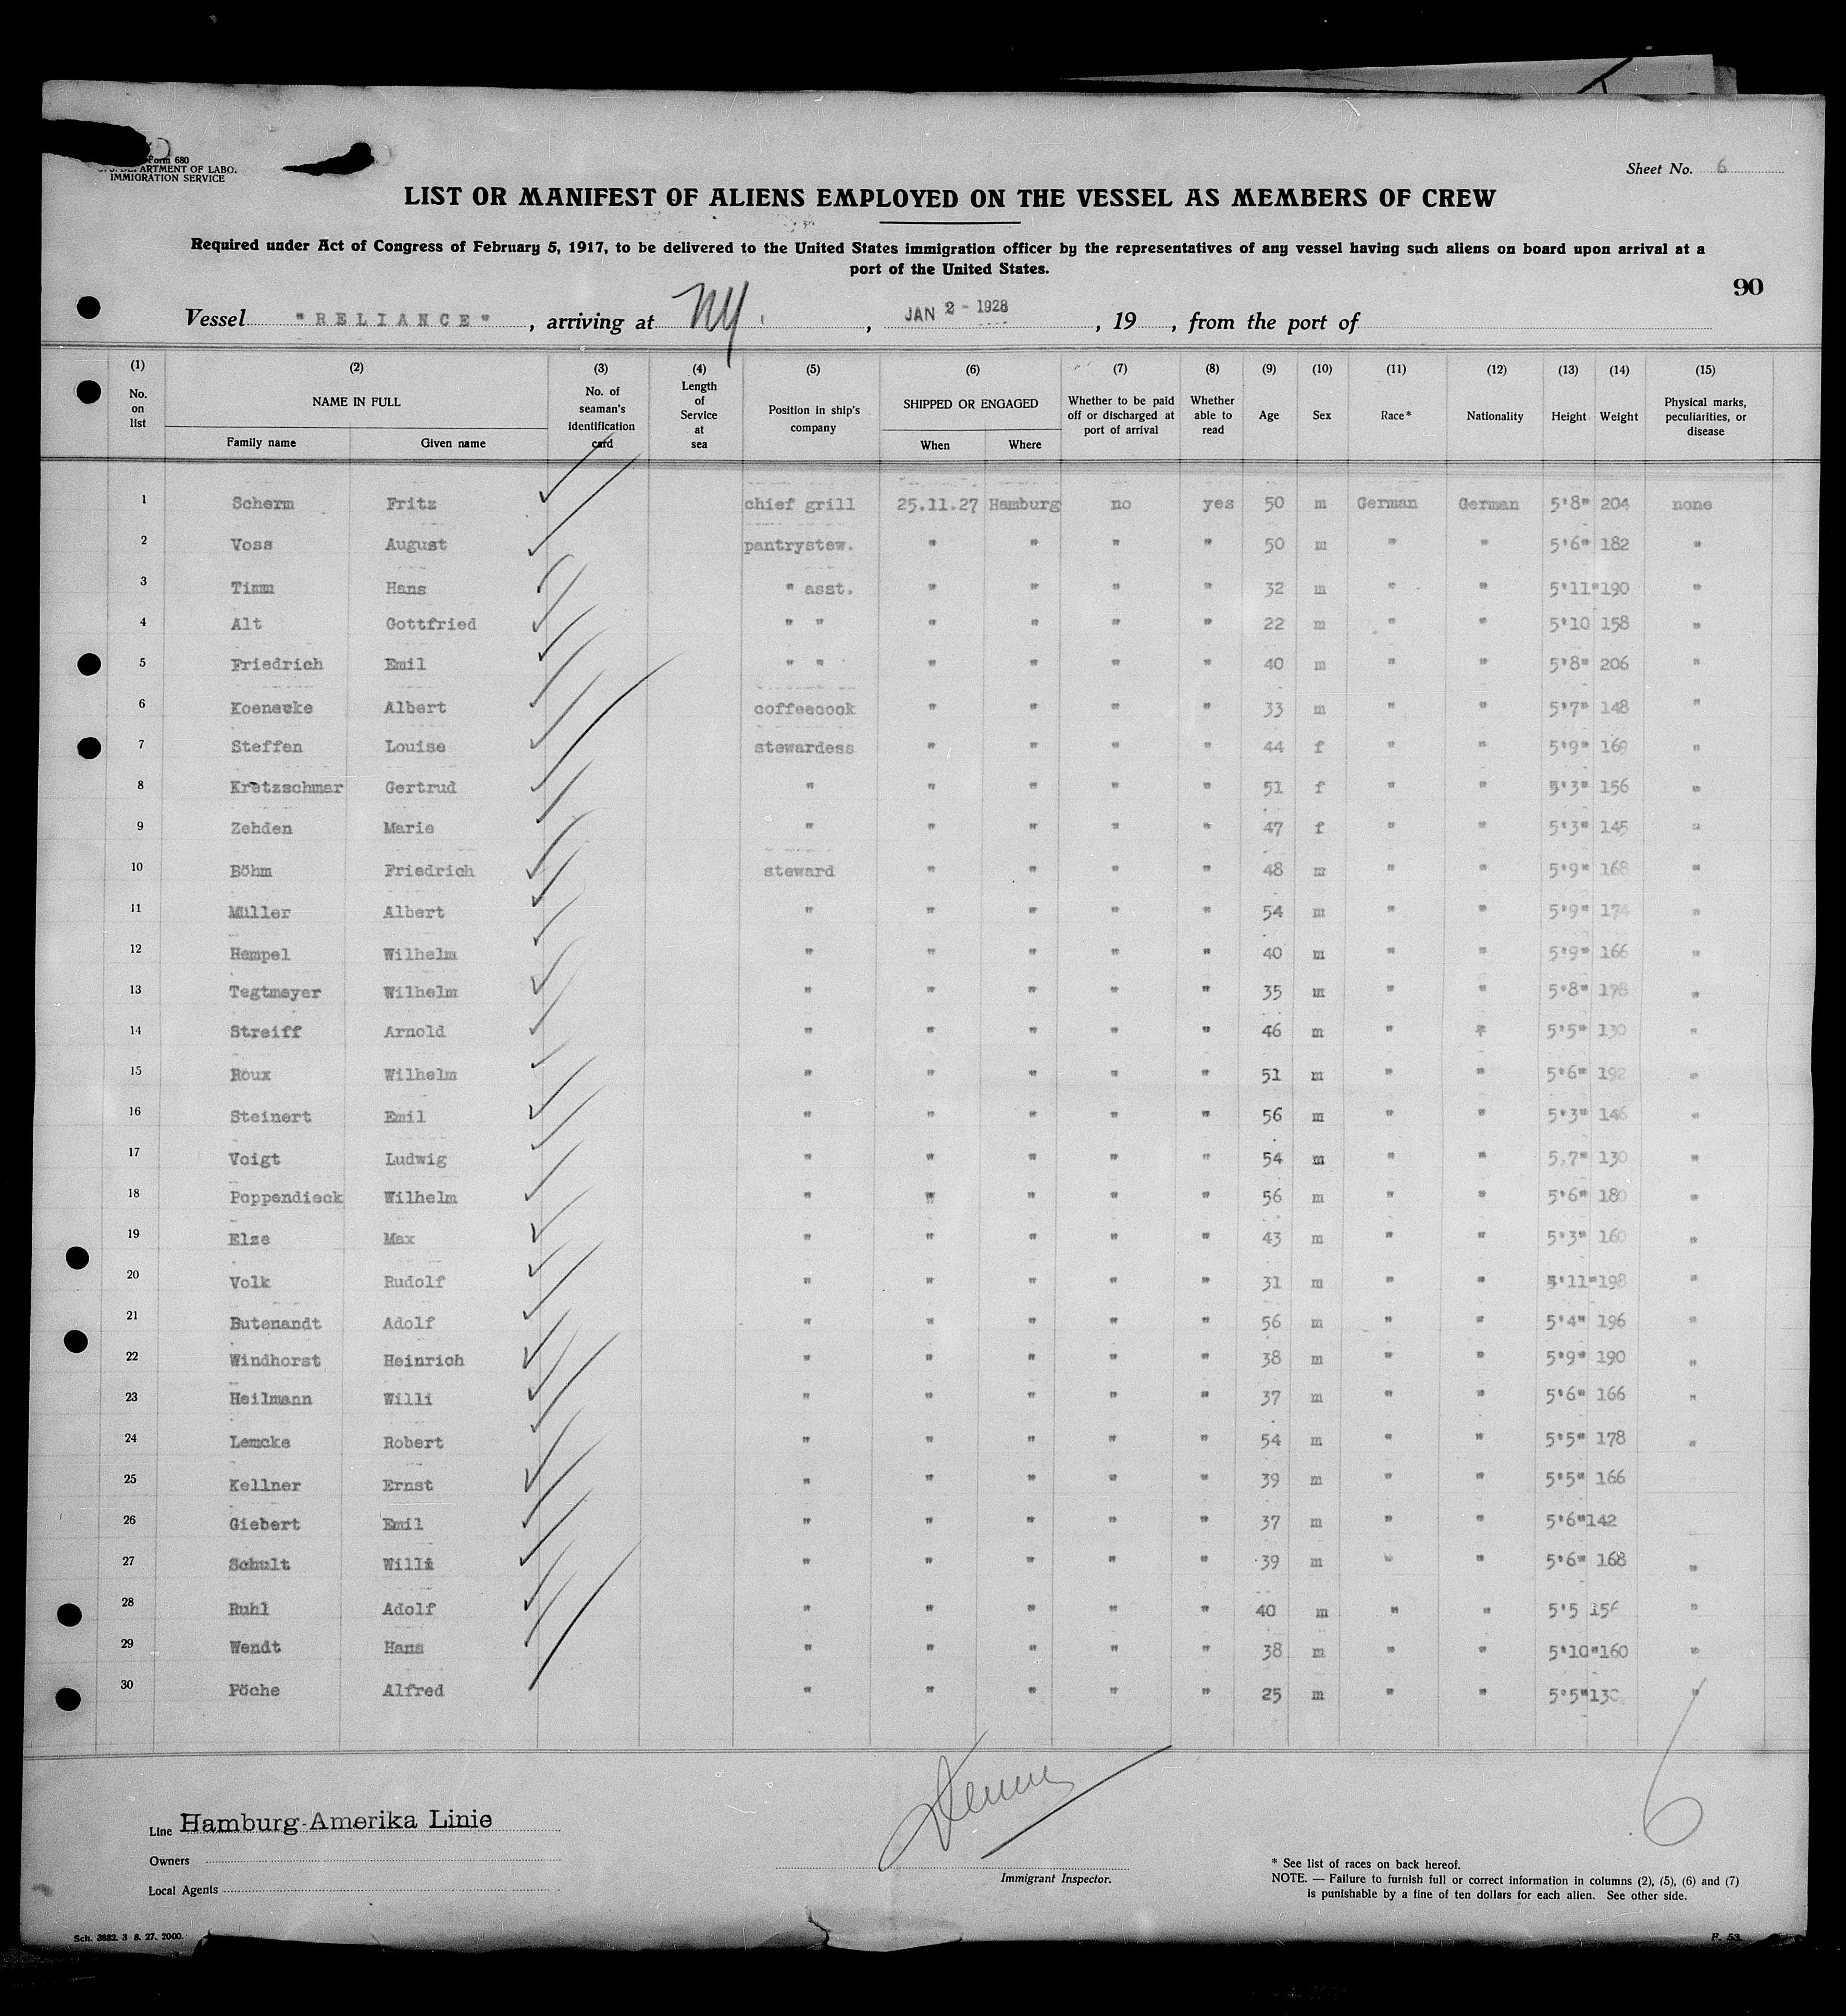 Form 680
U. S. DEPARTMENT OF LABO.
IMMIGRATION SERVICE
Sheet No. 6
LIST OR MANIFEST OF ALIENS EMPLOYED ON THE VESSEL AS MEMBERS OF CREW
Required under Act of Congress of February 5, 1917, to be delivered to the United States immigration officer by the representatives of any vessel having such aliens on board upon arrival at a
port of the United States.
90
Vessel "RELIANCE", arriving at NY, JAN 2 - 1928, 19 , from the port of
(1) (2) (3) (4) (5) (6) (7) (8) (9) (10) (11) (12) (13) (14) (15)
No. on list NAME IN FULL Family name Given name No. of seaman's identification card Length of Service at sea Position in ship's company SHIPPED OR ENGAGED When Where Whether to be paid off or discharged at port of arrival Whether able to read Age Sex Race* Nationality Height Weight Physical marks, peculiarities, or disease
1 Scherm Fritz chief grill 25.11.27 Hamburg no yes 50 m German German 5'8" 204 none
2 Voss August pantrystew. " " " " 50 m " " 5'6" 182 "
3 Timm Hans " asst. " " " " 32 m " " 5'11" 190 "
4 Alt Gottfried " " " " " " 22 m " " 5'10 158 "
5 Friedrich Emil " " " " " " 40 m " " 5'8" 206 "
6 Koenecke Albert coffeecook " " " " 33 m " " 5'7" 148 "
7 Steffen Louise stewardess " " " " 44 f " " 5'9" 169 "
8 Kretzschmar Gertrud " " " " " 51 f " " 5'3" 156 "
9 Zehden Marie " " " " " 47 f " " 5'3" 145 "
10 Böhm Friedrich steward " " " " 48 m " " 5'9" 168 "
11 Müller Albert " " " " " 54 m " " 5'9" 174 "
12 Hempel Wilhelm " " " " " 40 m " " 5'9" 166 "
13 Tegtmeyer Wilhelm " " " " " 35 m " " 5'8" 178 "
14 Streiff Arnold " " " " " 46 m " " 5'5" 130 "
15 Roux Wilhelm " " " " " 51 m " " 5'6" 192 "
16 Steinert Emil " " " " " 56 m " " 5'3" 146 "
17 Voigt Ludwig " " " " " 54 m " " 5,7" 130 "
18 Poppendieck Wilhelm " " " " " 56 m " " 5'6" 180 "
19 Elze Max " " " " " 43 m " " 5'3" 160 "
20 Volk Rudolf " " " " " 31 m " " 5'11" 198 "
21 Butenandt Adolf " " " " " 56 m " " 5'4" 196 "
22 Windhorst Heinrich " " " " " 38 m " " 5'9" 190 "
23 Heilmann Willi " " " " " 37 m " " 5'6" 166 "
24 Lemcke Robert " " " " " 54 m " " 5'5" 178 "
25 Kellner Ernst " " " " " 39 m " " 5'5" 166
26 Giebert Emil " " " " " 37 m " " 5'6" 142
27 Schult Willi " " " " " 39 m " " 5'6" 168 "
28 Ruhl Adolf " " " " " 40 m " " 5'5 156 "
29 Wendt Hans " " " " " 38 m " " 5'10" 160 "
30 Pöche Alfred " " " " " 25 m " " 5'5" 130 "
6
Line Hamburg-Amerika Linie
Owners
Local Agents
Immigrant Inspector.
* See list of races on back hereof.
NOTE. — Failure to furnish full or correct information in columns (2), (5), (6) and (7)
is punishable by a fine of ten dollars for each alien. See other side.
Sch. 3882. 3 8. 27. 2000.
F. 53.